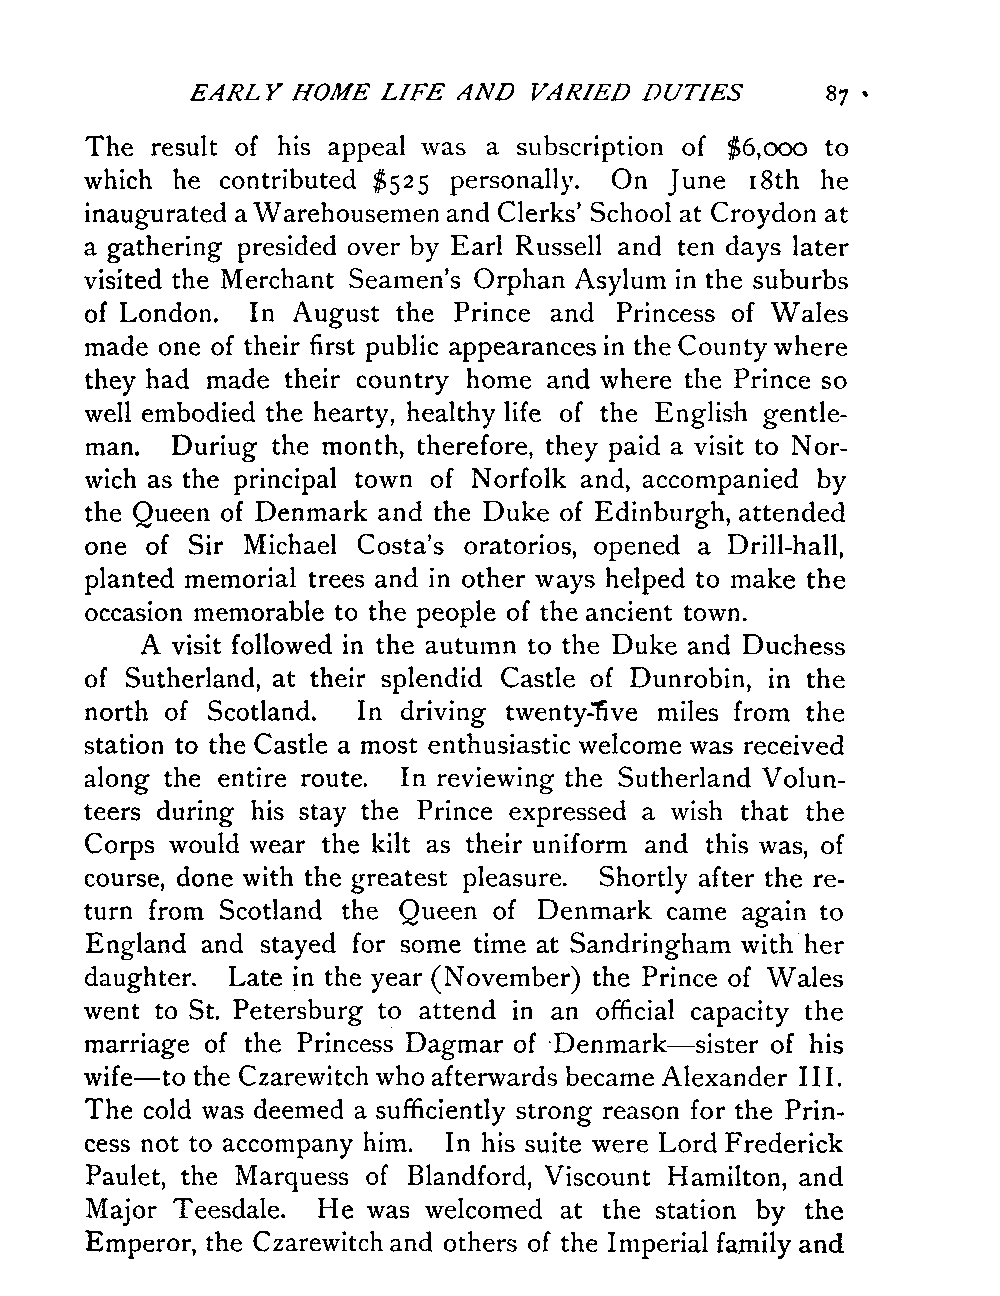 EARLY HOME LIFE AND VARIED DUTIES 87
The result of his appeal was a subscription of $6,000 to
which he contributed $525 personally. On June 18th he
inaugurated a Warehousemen and Clerks' School at Croydon at
a gathering presided over by Earl Russell and ten days later
visited the Merchant Seamen's Orphan Asylum in the suburbs
of London. In August the Prince and Princess of Wales
made one of their first public appearances in the County where
they had made their country home and where the Prince so
well embodied the hearty, healthy life of the English gentle-
man. Duriug the month, therefore, they paid a visit to Nor-
wich as the principal town of Norfolk and, accompanied by
the Queen of Denmark and the Duke of Edinburgh, attended
one of Sir Michael Costa's oratorios, opened a Drill-hall,
planted memorial trees and in other ways helped to make the
occasion memorable to the people of the ancient town.
A visit followed in the autumn to the Duke and Duchess
of Sutherland, at their splendid Castle of Dunrobin, in the
north of Scotland. In driving twenty-five miles from the
station to the Castle a most enthusiastic welcome was received
along the entire route. In reviewing the Sutherland Volun-
teers during his stay the Prince expressed a wish that the
Corps would wear the kilt as their uniform and this was, of
course, done with the greatest pleasure. Shortly after the re-
turn from Scotland the Queen of Denmark came again to
England and stayed for some time at Sandringham with her
daughter. Late in the year (November) the Prince of Wales
went to St. Petersburg to attend in an official capacity the
marriage of the Princess Dagmar of Denmark—sister of his
wife—to the Czarewitch who afterwards became Alexander III.
The cold was deemed a sufficiently strong reason for the Prin-
cess not to accompany him. In his suite were Lord Frederick
Paulet, the Marquess of Blandford, Viscount Hamilton, and
Major Teesdale. He was welcomed at the station by the
Emperor, the Czarewitch and others of the Imperial family and